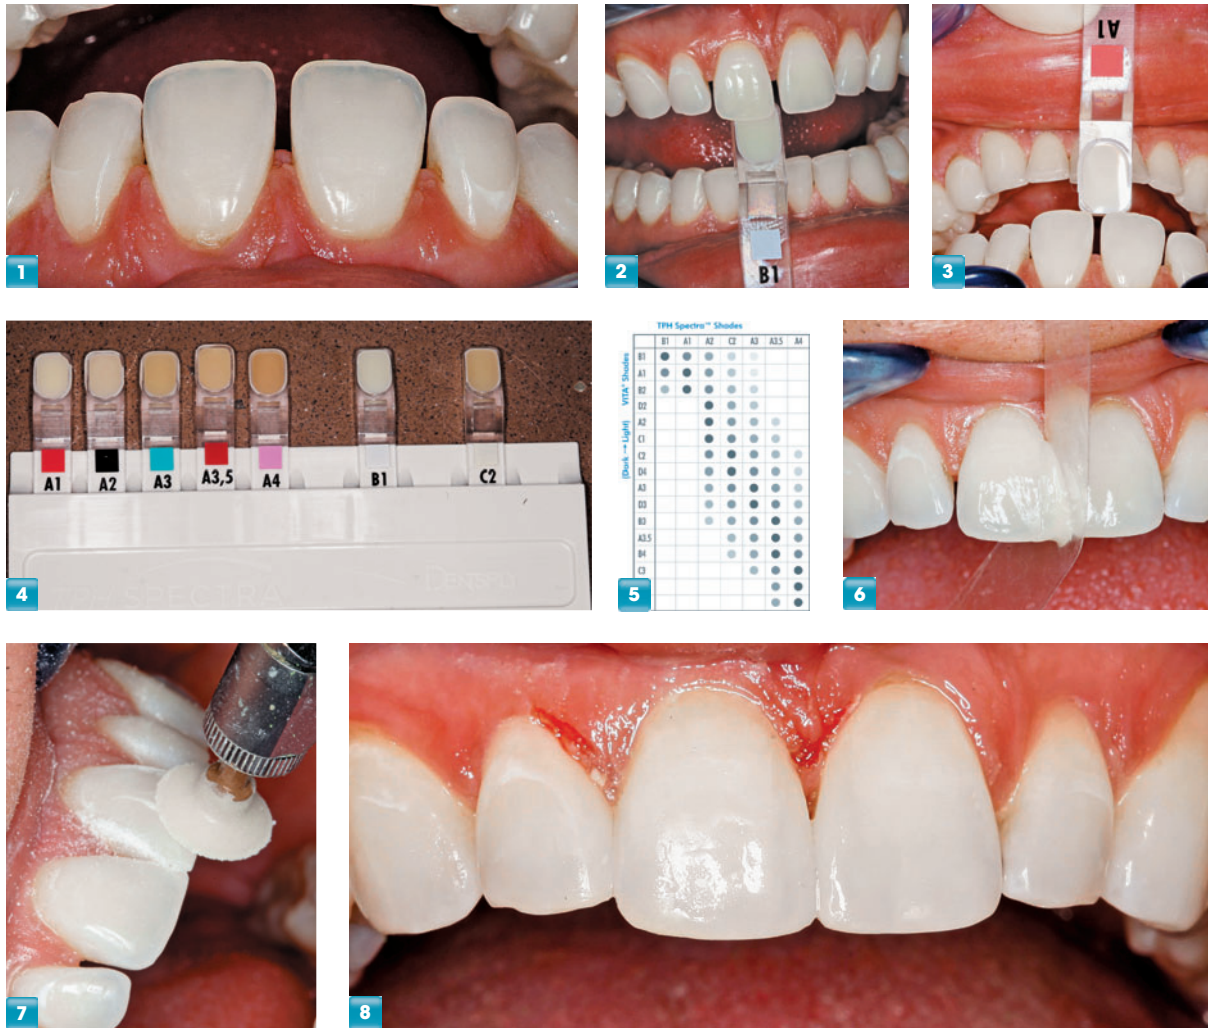 1
B1
2
A1
3
A1 A2 A3 A3,5 A4 B1 C2
SPECTRA
4
TPH Spectra™ Shades
B1 A1 A2 C2 A3 A3,5 A4
VITA® Shades
(Dark → Light)
B1
A1
B2
D2
A2
C1
C2
D4
A3
D3
B3
A3.5
B4
C3
5
6
7
8